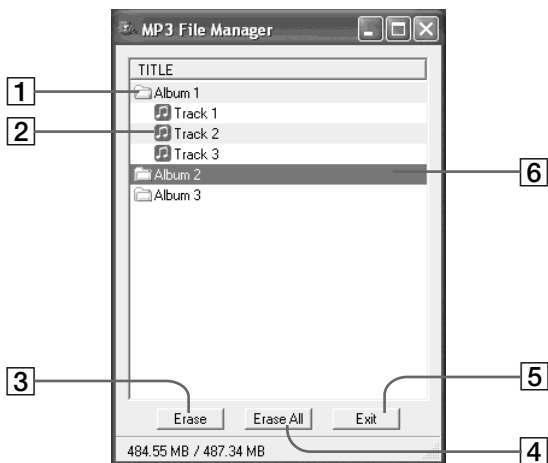 MP3 File Manager
TITLE
1
Album 1
Track 1
2
Track 2
Track 3
Album 2
6
Album 3
3
5
Erase
Erase All
Exit
484.55 MB / 487.34 MB
4